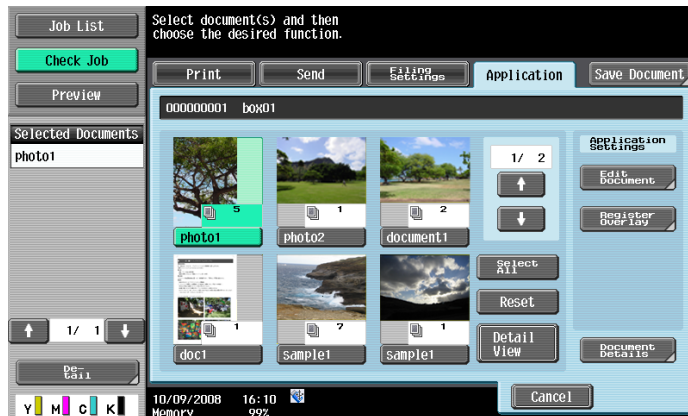 Job List
Check Job
Preview
Selected Documents
photo1
1/ 1
De-
tail
Y M C K
Select document(s) and then
choose the desired function.
Print
Send
Filing
Settings
Application
Save Document
000000001 box01
5
photo1
1
photo2
2
document1
1
doc1
7
sample1
1
sample1
1/ 2
Select
All
Reset
Detail
View
Application
Settings
Edit
Document
Register
Overlay
Document
Details
10/09/2008 16:10
Memory 99%
Cancel